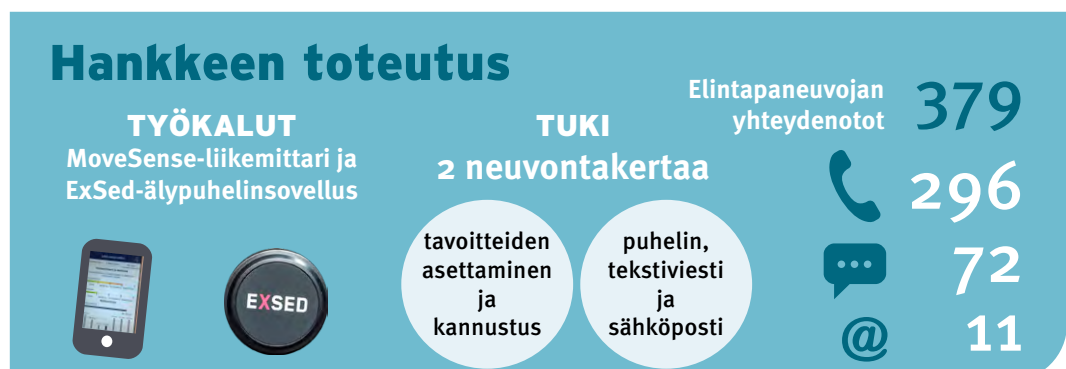 Hankkeen toteutus
TYÖKALUT
MoveSense-liikemittari ja
ExSed-älypuhelinsovellus
EXSED
TUKI
2 neuvontakertaa
tavoitteiden
asettaminen
ja
kannustus
puhelin,
tekstiviesti
ja
sähköposti
Elintapaneuvojan
yhteydenotot
379
296
72
@ 11